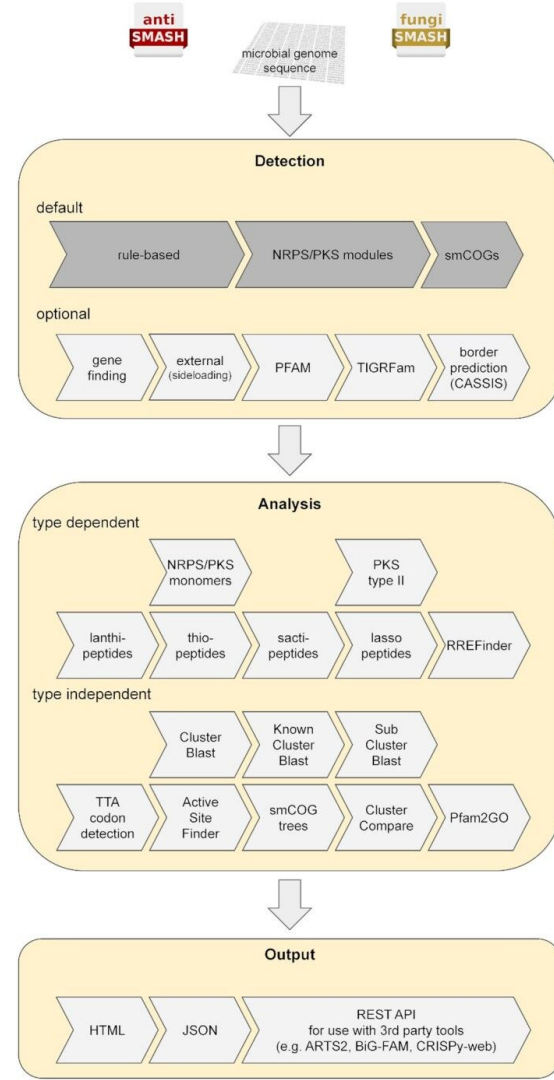 anti
SMASH
microbial genome
sequence
fungi
SMASH
Detection
default
rule-based
NRPS/PKS modules
smCOGs
optional
gene
finding
external
(sideloading)
PFAM
TIGRFam
border
prediction
(CASSIS)
Analysis
type dependent
NRPS/PKS
monomers
PKS
type II
lanthi-
peptides
thio-
peptides
sacti-
peptides
lasso
peptides
RREFinder
type independent
Cluster
Blast
Known
Cluster
Blast
Sub
Cluster
Blast
TTA
codon
detection
Active
Site
Finder
smCOG
trees
Cluster
Compare
Pfam2GO
Output
HTML
JSON
REST API
for use with 3rd party tools
(e.g. ARTS2, BiG-FAM, CRISPy-web)